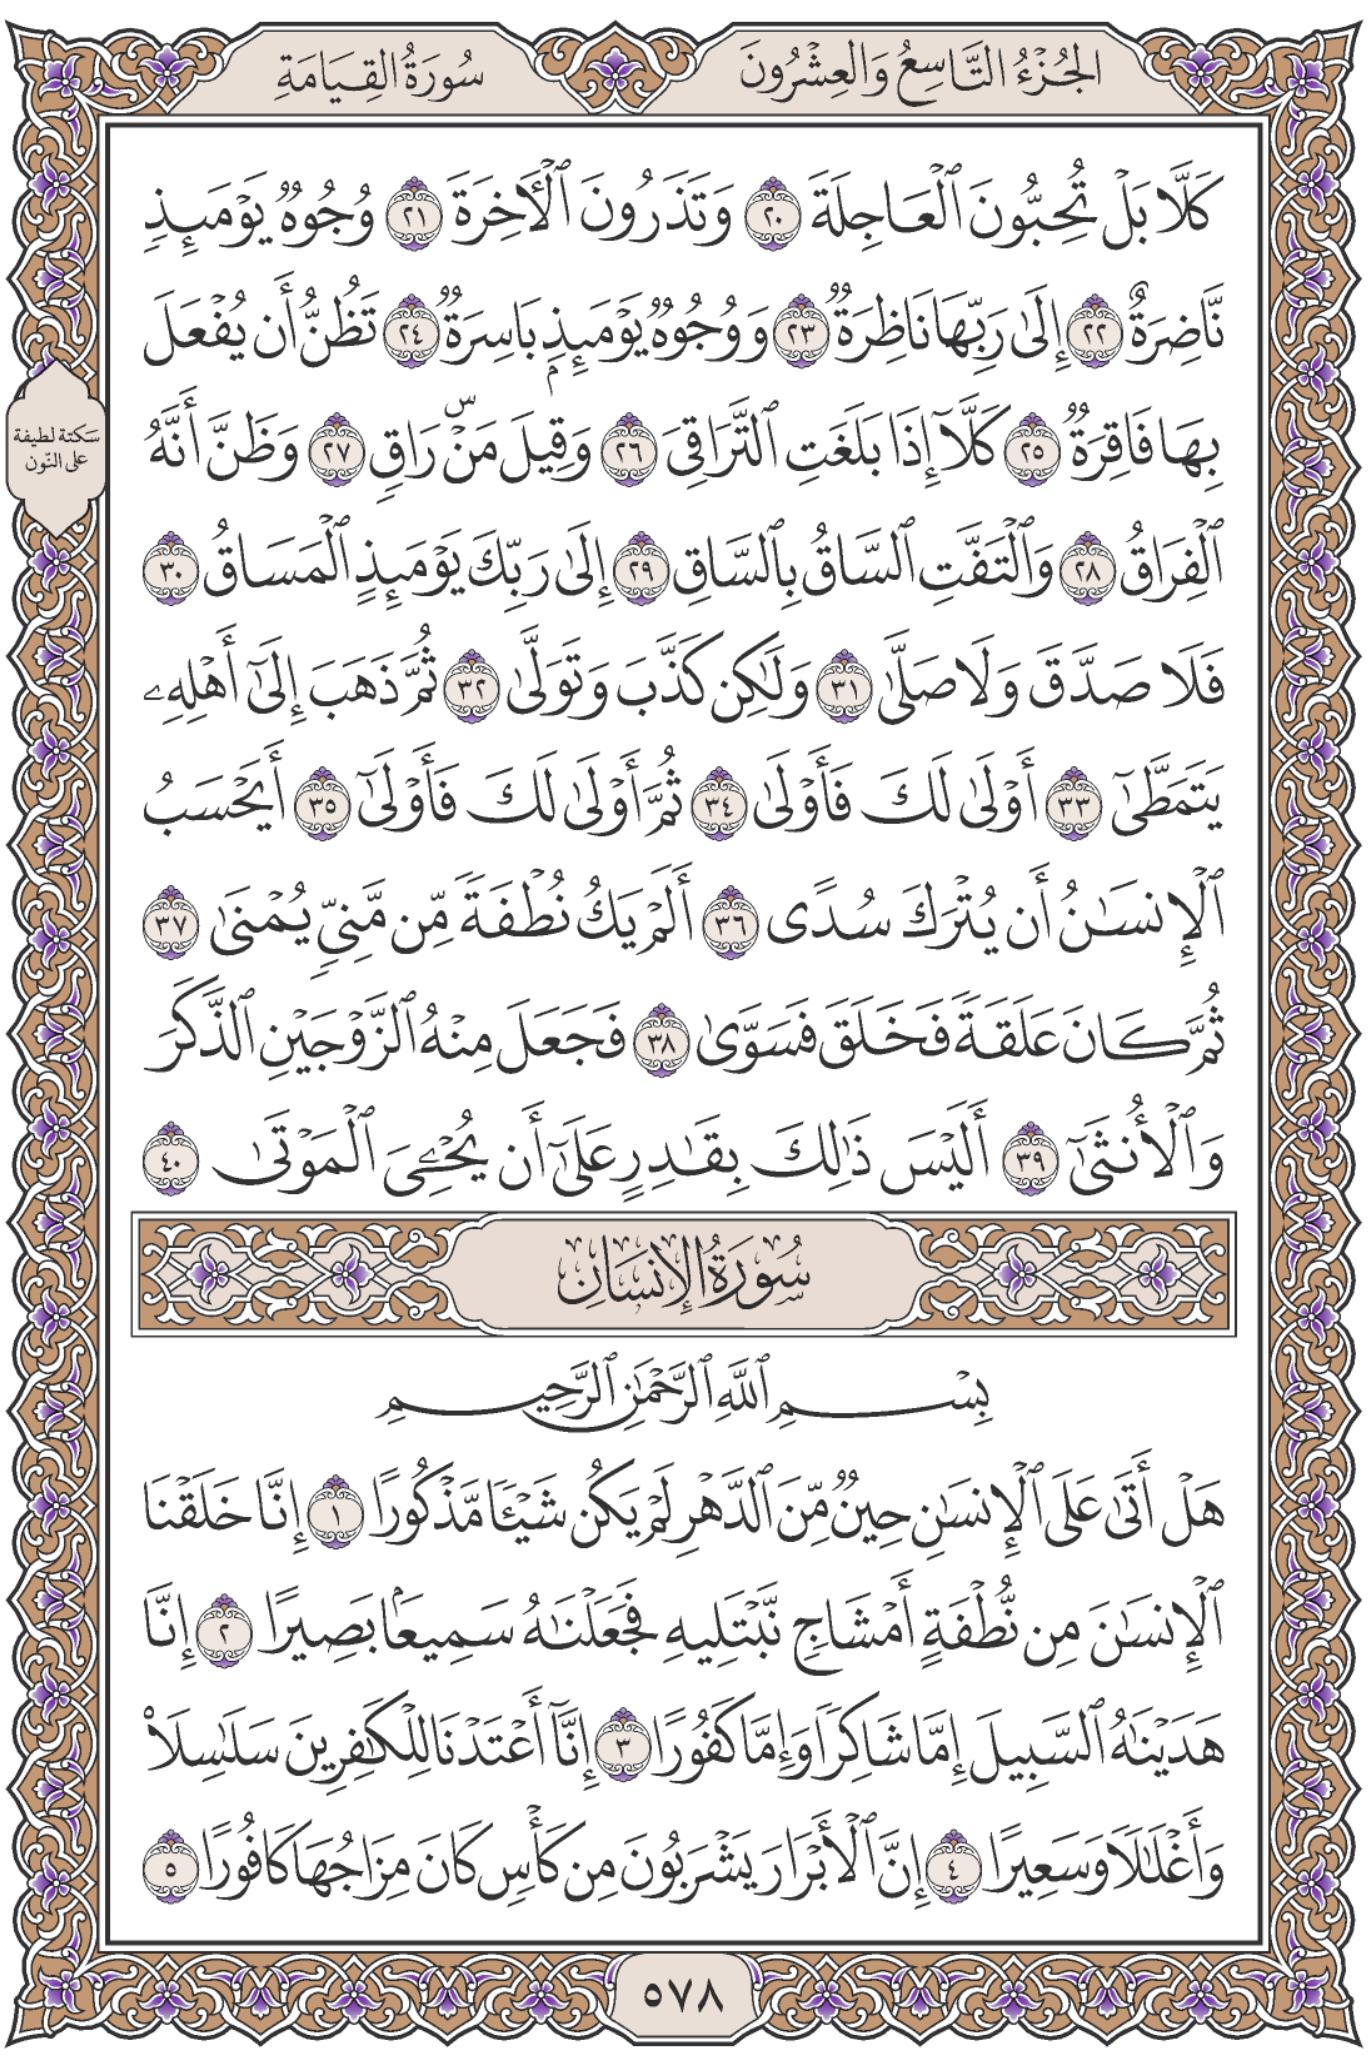 الجُزْءُ التَّاسِعُ وَالعِشْرُونَ
سُورَةُ القِيَامَةِ
كَلَّا بَلْ تُحِبُّونَ ٱلْعَاجِلَةَ ٢٠ وَتَذَرُونَ ٱلْأٓخِرَةَ ٢١ وُجُوهٌ يَوْمَئِذٍ
نَّاضِرَةٌ ٢٢ إِلَىٰ رَبِّهَا نَاظِرَةٌ ٢٣ وَوُجُوهٌ يَوْمَئِذٍۭ بَاسِرَةٌ ٢٤ تَظُنُّ أَن يُفْعَلَ
بِهَا فَاقِرَةٌ ٢٥ كَلَّآ إِذَا بَلَغَتِ ٱلتَّرَاقِيَ ٢٦ وَقِيلَ مَنْۜ رَاقٍ ٢٧ وَظَنَّ أَنَّهُ
ٱلْفِرَاقُ ٢٨ وَٱلْتَفَّتِ ٱلسَّاقُ بِٱلسَّاقِ ٢٩ إِلَىٰ رَبِّكَ يَوْمَئِذٍ ٱلْمَسَاقُ ٣٠
فَلَا صَدَّقَ وَلَا صَلَّىٰ ٣١ وَلَٰكِن كَذَّبَ وَتَوَلَّىٰ ٣٢ ثُمَّ ذَهَبَ إِلَىٰٓ أَهْلِهِۦ
يَتَمَطَّىٰٓ ٣٣ أَوْلَىٰ لَكَ فَأَوْلَىٰ ٣٤ ثُمَّ أَوْلَىٰ لَكَ فَأَوْلَىٰٓ ٣٥ أَيَحْسَبُ
ٱلْإِنسَٰنُ أَن يُتْرَكَ سُدًى ٣٦ أَلَمْ يَكُ نُطْفَةً مِّن مَّنِيٍّ يُمْنَىٰ ٣٧
ثُمَّ كَانَ عَلَقَةً فَخَلَقَ فَسَوَّىٰ ٣٨ فَجَعَلَ مِنْهُ ٱلزَّوْجَيْنِ ٱلذَّكَرَ
وَٱلْأُنثَىٰٓ ٣٩ أَلَيْسَ ذَٰلِكَ بِقَٰدِرٍ عَلَىٰٓ أَن يُحْـِۧيَ ٱلْمَوْتَىٰ ٤٠
سُورَةُ الإِنسَانِ
بِسْمِ ٱللَّهِ ٱلرَّحْمَٰنِ ٱلرَّحِيمِ
هَلْ أَتَىٰ عَلَى ٱلْإِنسَٰنِ حِينٌ مِّنَ ٱلدَّهْرِ لَمْ يَكُن شَيْـًٔا مَّذْكُورًا ١ إِنَّا خَلَقْنَا
ٱلْإِنسَٰنَ مِن نُّطْفَةٍ أَمْشَاجٍ نَّبْتَلِيهِ فَجَعَلْنَٰهُ سَمِيعًۢا بَصِيرًا ٢ إِنَّا
هَدَيْنَٰهُ ٱلسَّبِيلَ إِمَّا شَاكِرًا وَإِمَّا كَفُورًا ٣ إِنَّآ أَعْتَدْنَا لِلْكَٰفِرِينَ سَلَٰسِلَا۟
وَأَغْلَٰلًا وَسَعِيرًا ٤ إِنَّ ٱلْأَبْرَارَ يَشْرَبُونَ مِن كَأْسٍ كَانَ مِزَاجُهَا كَافُورًا ٥
سَكتة لطيفة
على النّون
٥٧٨